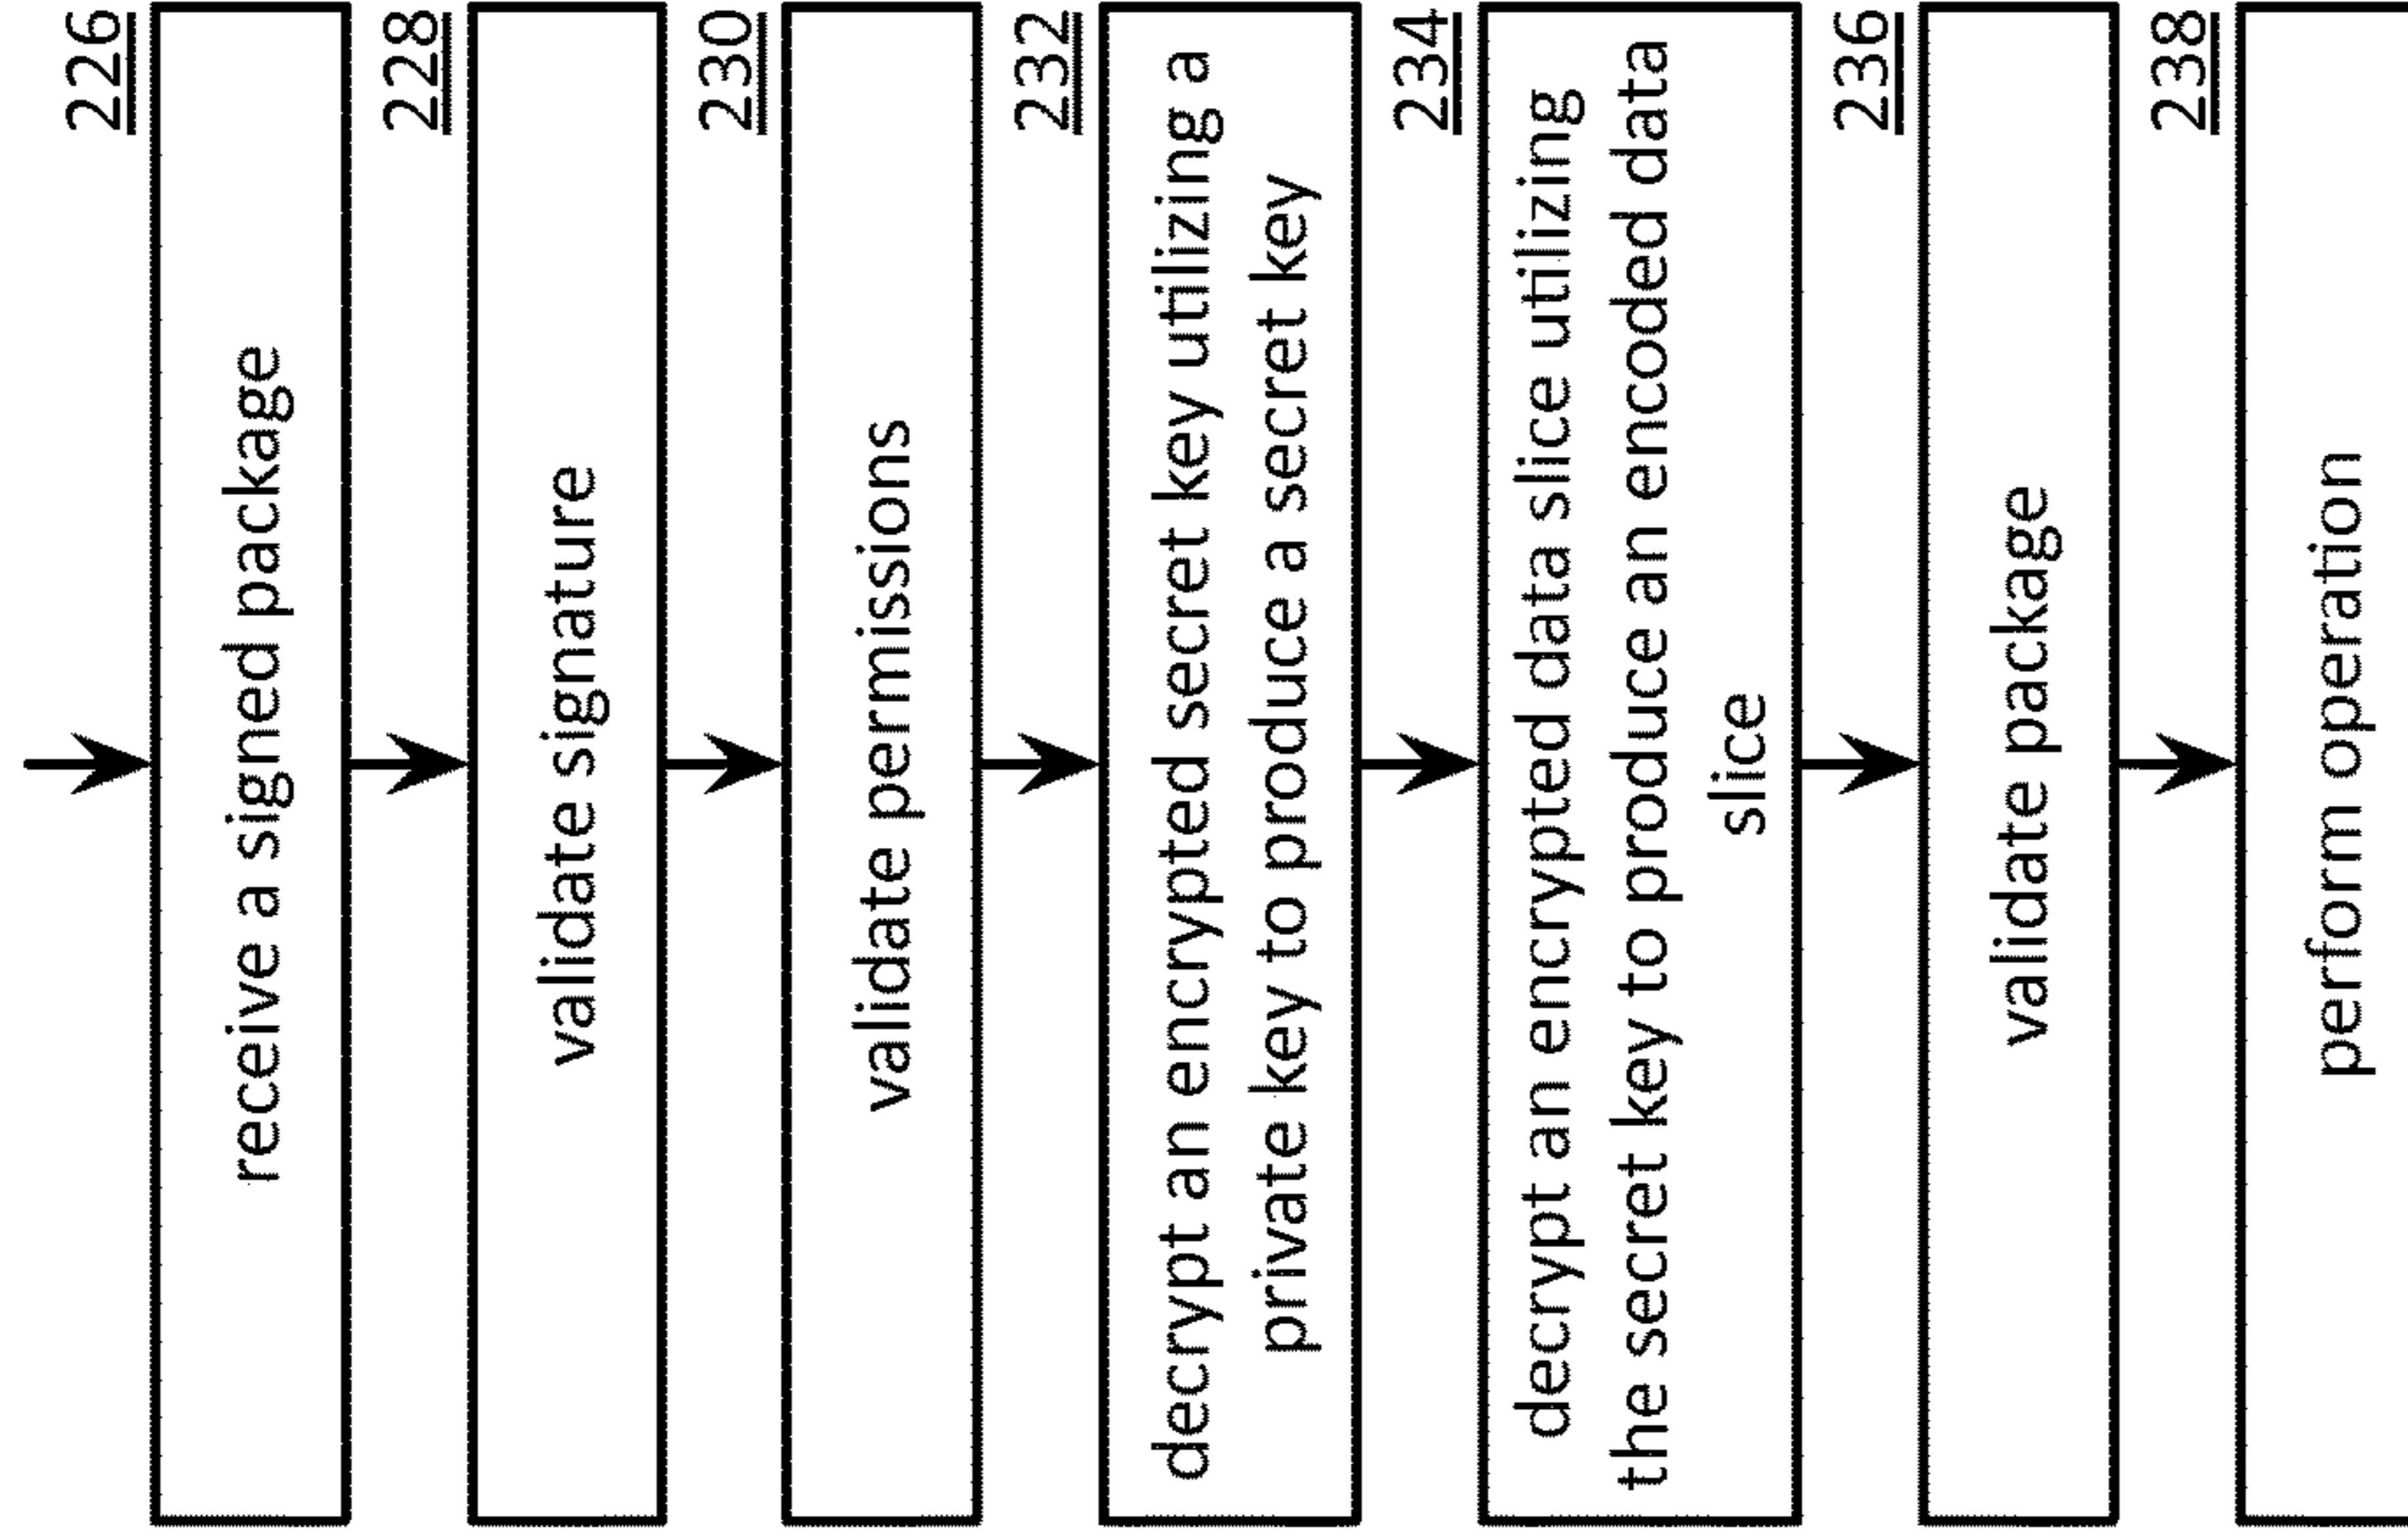 226
receive a signed package
228
validate signature
230
validate permissions
232
decrypt an encrypted secret key utilizing a
private key to produce a secret key
234
decrypt an encrypted data slice utilizing
the secret key to produce an encoded data
slice
236
validate package
238
perform operation